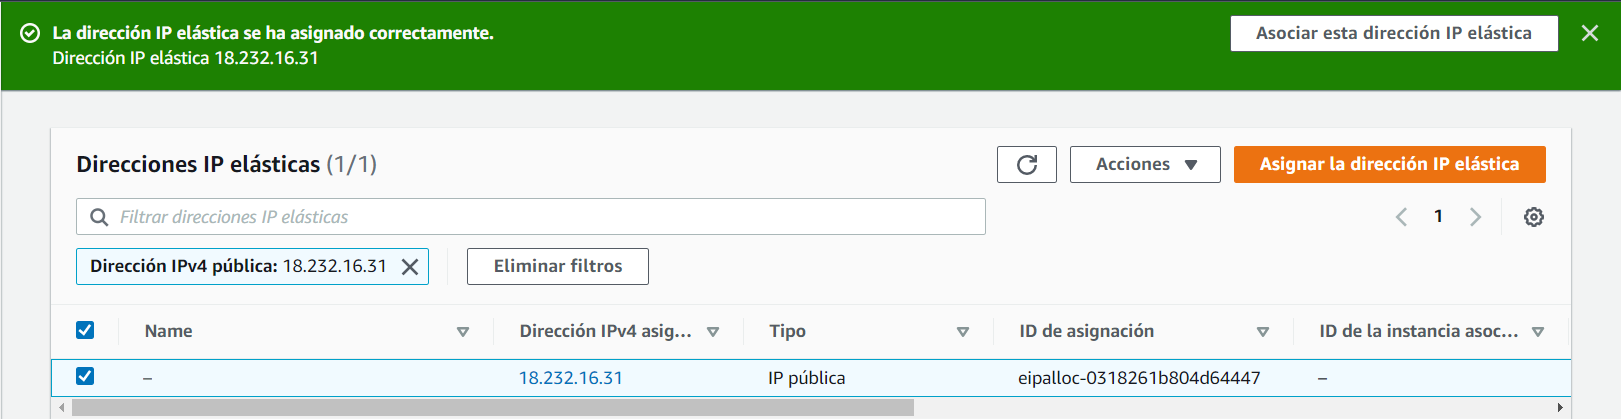 La dirección IP elástica se ha asignado correctamente.
Dirección IP elástica 18.232.16.31
Asociar esta dirección IP elástica
Direcciones IP elásticas (1/1)
Acciones
Asignar la dirección IP elástica
Filtrar direcciones IP elásticas
1
Dirección IPv4 pública: 18.232.16.31
Eliminar filtros
Name
Dirección IPv4 asig...
Tipo
ID de asignación
ID de la instancia asoc...
–
18.232.16.31
IP pública
eipalloc-0318261b804d64447
–